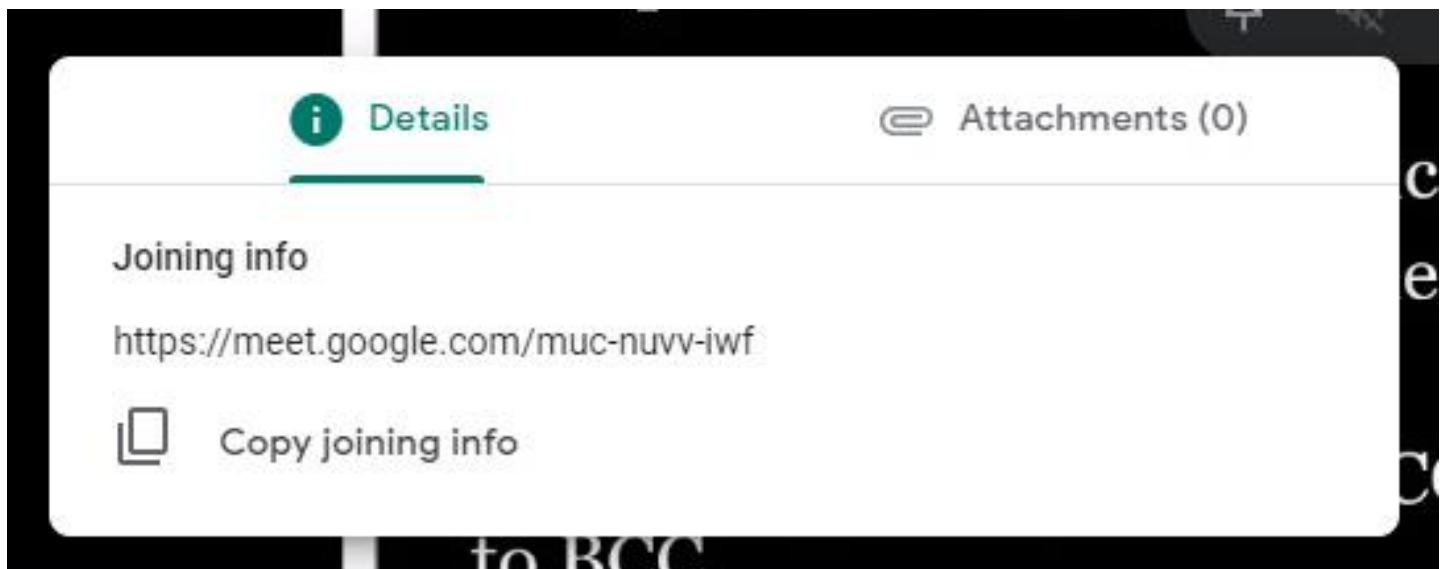 Details
Attachments (0)
Joining info
https://meet.google.com/muc-nuvv-iwf
Copy joining info
to BCC